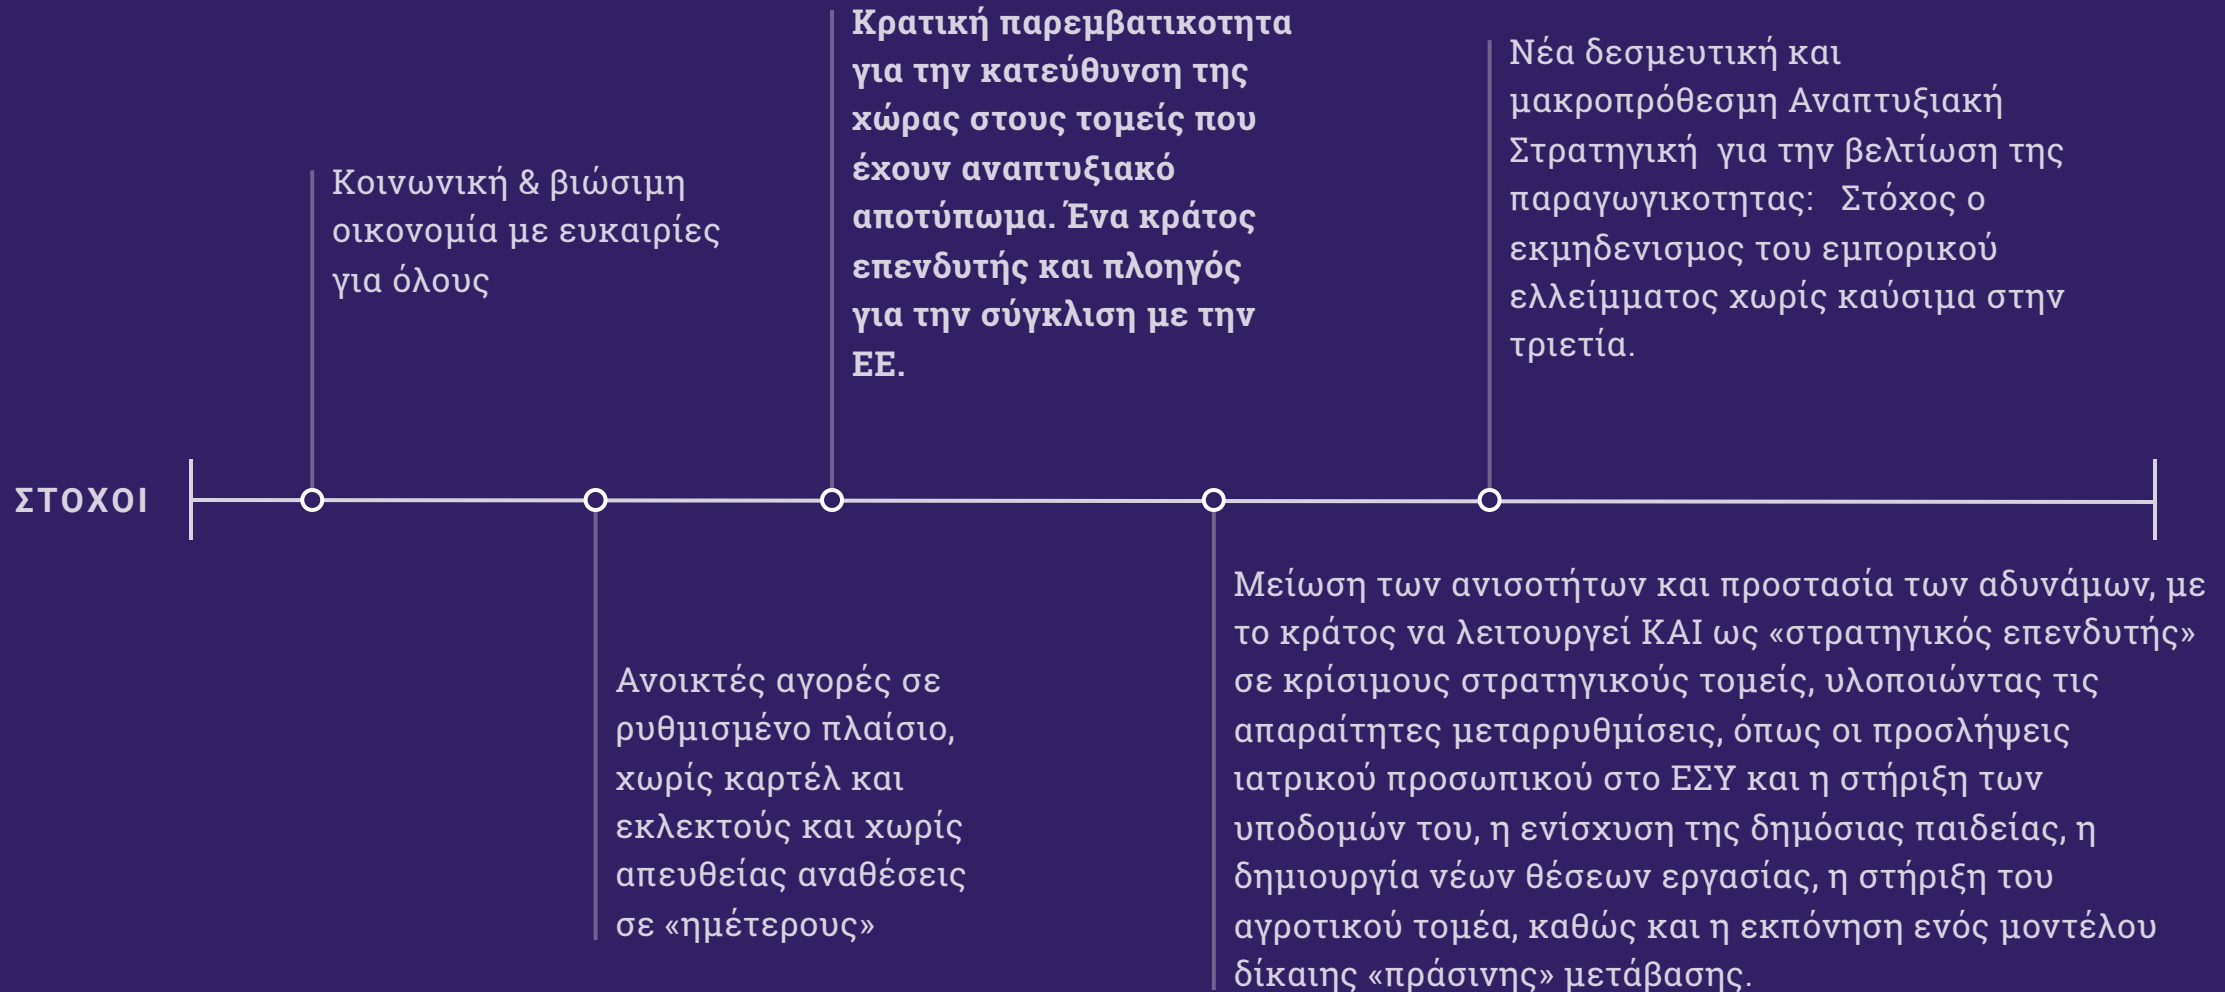 ΣΤΟΧΟΙ
Κοινωνική & βιώσιμη
οικονομία με ευκαιρίες
για όλους
Ανοικτές αγορές σε
ρυθμισμένο πλαίσιο,
χωρίς καρτέλ και
εκλεκτούς και χωρίς
απευθείας αναθέσεις
σε «ημέτερους»
Κρατική παρεμβατικοτητα
για την κατεύθυνση της
χώρας στους τομείς που
έχουν αναπτυξιακό
αποτύπωμα. Ένα κράτος
επενδυτής και πλοηγός
για την σύγκλιση με την
ΕΕ.
Μείωση των ανισοτήτων και προστασία των αδυνάμων, με
το κράτος να λειτουργεί ΚΑΙ ως «στρατηγικός επενδυτής»
σε κρίσιμους στρατηγικούς τομείς, υλοποιώντας τις
απαραίτητες μεταρρυθμίσεις, όπως οι προσλήψεις
ιατρικού προσωπικού στο ΕΣΥ και η στήριξη των
υποδομών του, η ενίσχυση της δημόσιας παιδείας, η
δημιουργία νέων θέσεων εργασίας, η στήριξη του
αγροτικού τομέα, καθώς και η εκπόνηση ενός μοντέλου
δίκαιης «πράσινης» μετάβασης.
Νέα δεσμευτική και
μακροπρόθεσμη Αναπτυξιακή
Στρατηγική για την βελτίωση της
παραγωγικοτητας: Στόχος ο
εκμηδενισμος του εμπορικού
ελλείμματος χωρίς καύσιμα στην
τριετία.